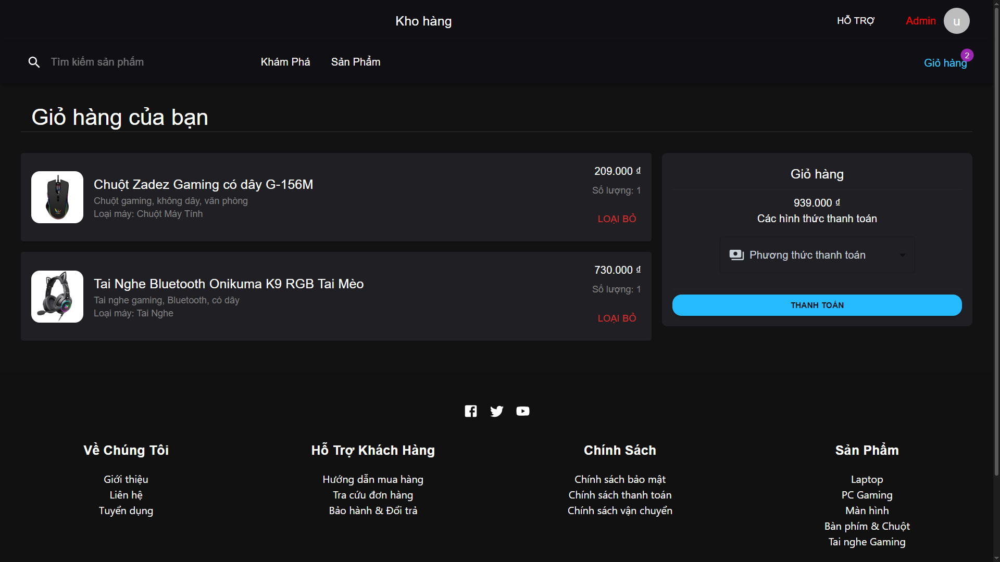 Kho hàng
HỖ TRỢ
Admin
u
Tìm kiếm sản phẩm
Khám Phá
Sản Phẩm
Giỏ hàng
2
Giỏ hàng của bạn
Chuột Zadez Gaming có dây G-156M
Chuột gaming, không dây, văn phòng
Loại máy: Chuột Máy Tính
209.000 ₫
Số lượng: 1
LOẠI BỎ
Tai Nghe Bluetooth Onikuma K9 RGB Tai Mèo
Tai nghe gaming, Bluetooth, có dây
Loại máy: Tai Nghe
730.000 ₫
Số lượng: 1
LOẠI BỎ
Giỏ hàng
939.000 ₫
Các hình thức thanh toán
Phương thức thanh toán
THANH TOÁN
Về Chúng Tôi
Giới thiệu
Liên hệ
Tuyển dụng
Hỗ Trợ Khách Hàng
Hướng dẫn mua hàng
Tra cứu đơn hàng
Bảo hành & Đổi trả
Chính Sách
Chính sách bảo mật
Chính sách thanh toán
Chính sách vận chuyển
Sản Phẩm
Laptop
PC Gaming
Màn hình
Bàn phím & Chuột
Tai nghe Gaming